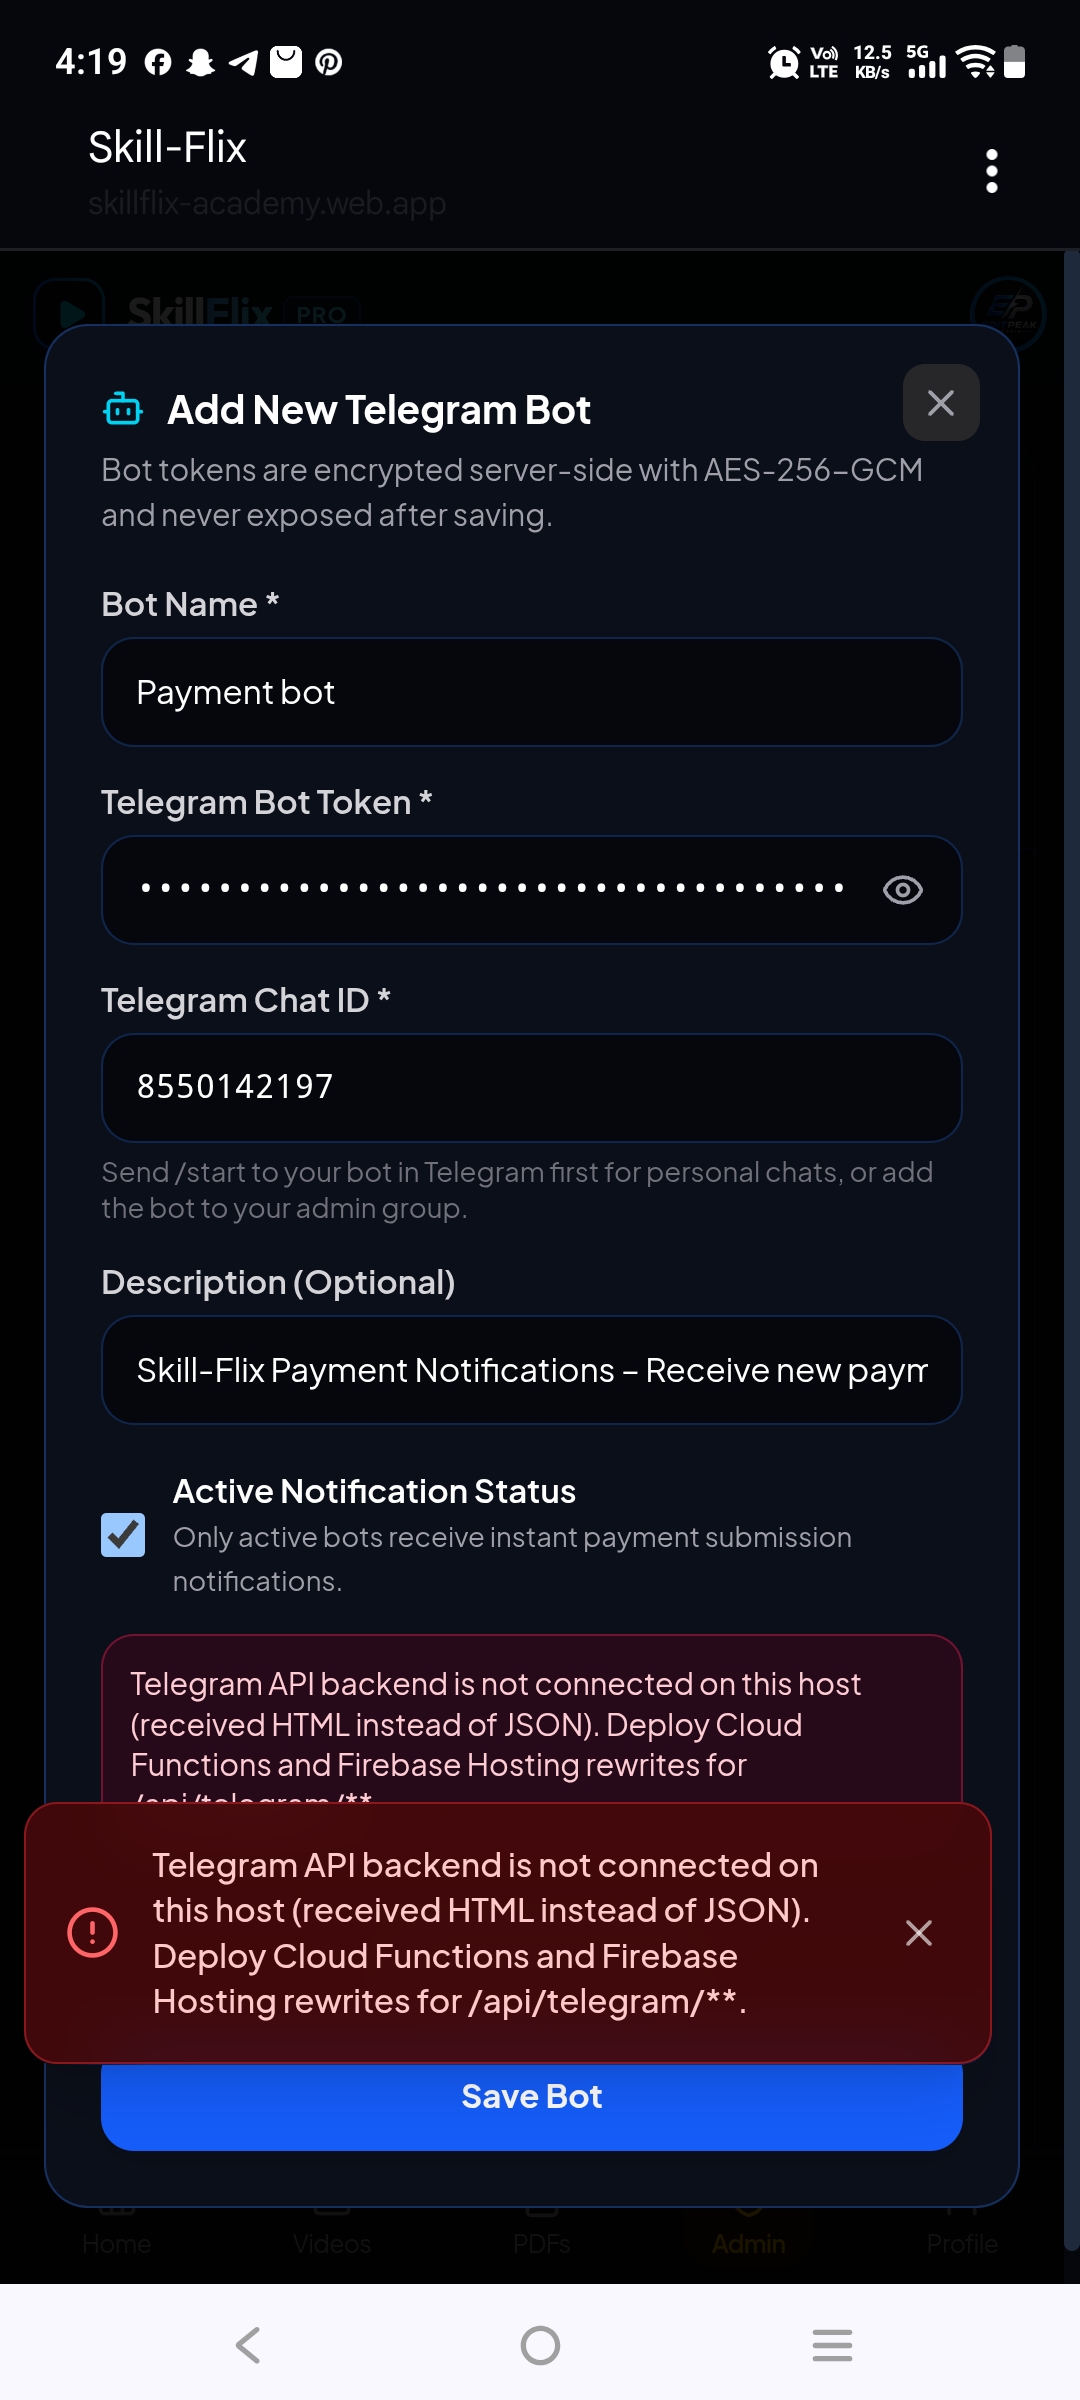 4:19
Vo)) LTE
12.5 KB/s
5G
Skill-Flix
skillflix-academy.web.app
SkillFlix PRO
Add New Telegram Bot
Bot tokens are encrypted server-side with AES-256-GCM
and never exposed after saving.
Bot Name *
Payment bot
Telegram Bot Token *
Telegram Chat ID *
8550142197
Send /start to your bot in Telegram first for personal chats, or add
the bot to your admin group.
Description (Optional)
Skill-Flix Payment Notifications – Receive new paym
Active Notification Status
Only active bots receive instant payment submission
notifications.
Telegram API backend is not connected on this host
(received HTML instead of JSON). Deploy Cloud
Functions and Firebase Hosting rewrites for
/api/telegram/**
Telegram API backend is not connected on
this host (received HTML instead of JSON).
Deploy Cloud Functions and Firebase
Hosting rewrites for /api/telegram/**.
Save Bot
Home
Videos
PDFs
Admin
Profile